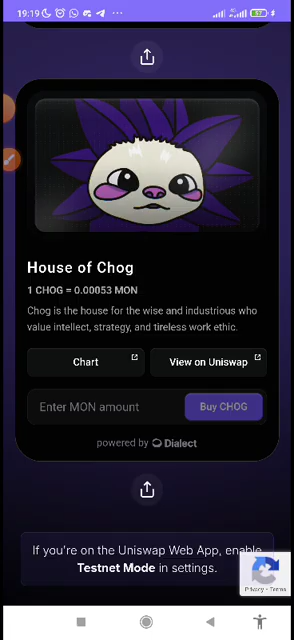 19:19
57
House of Chog
1 CHOG = 0.00053 MON
Chog is the house for the wise and industrious who
value intellect, strategy, and tireless work ethic.
Chart
View on Uniswap
Enter MON amount
Buy CHOG
powered by Dialect
If you're on the Uniswap Web App, enable
Testnet Mode in settings.
Privacy - Terms